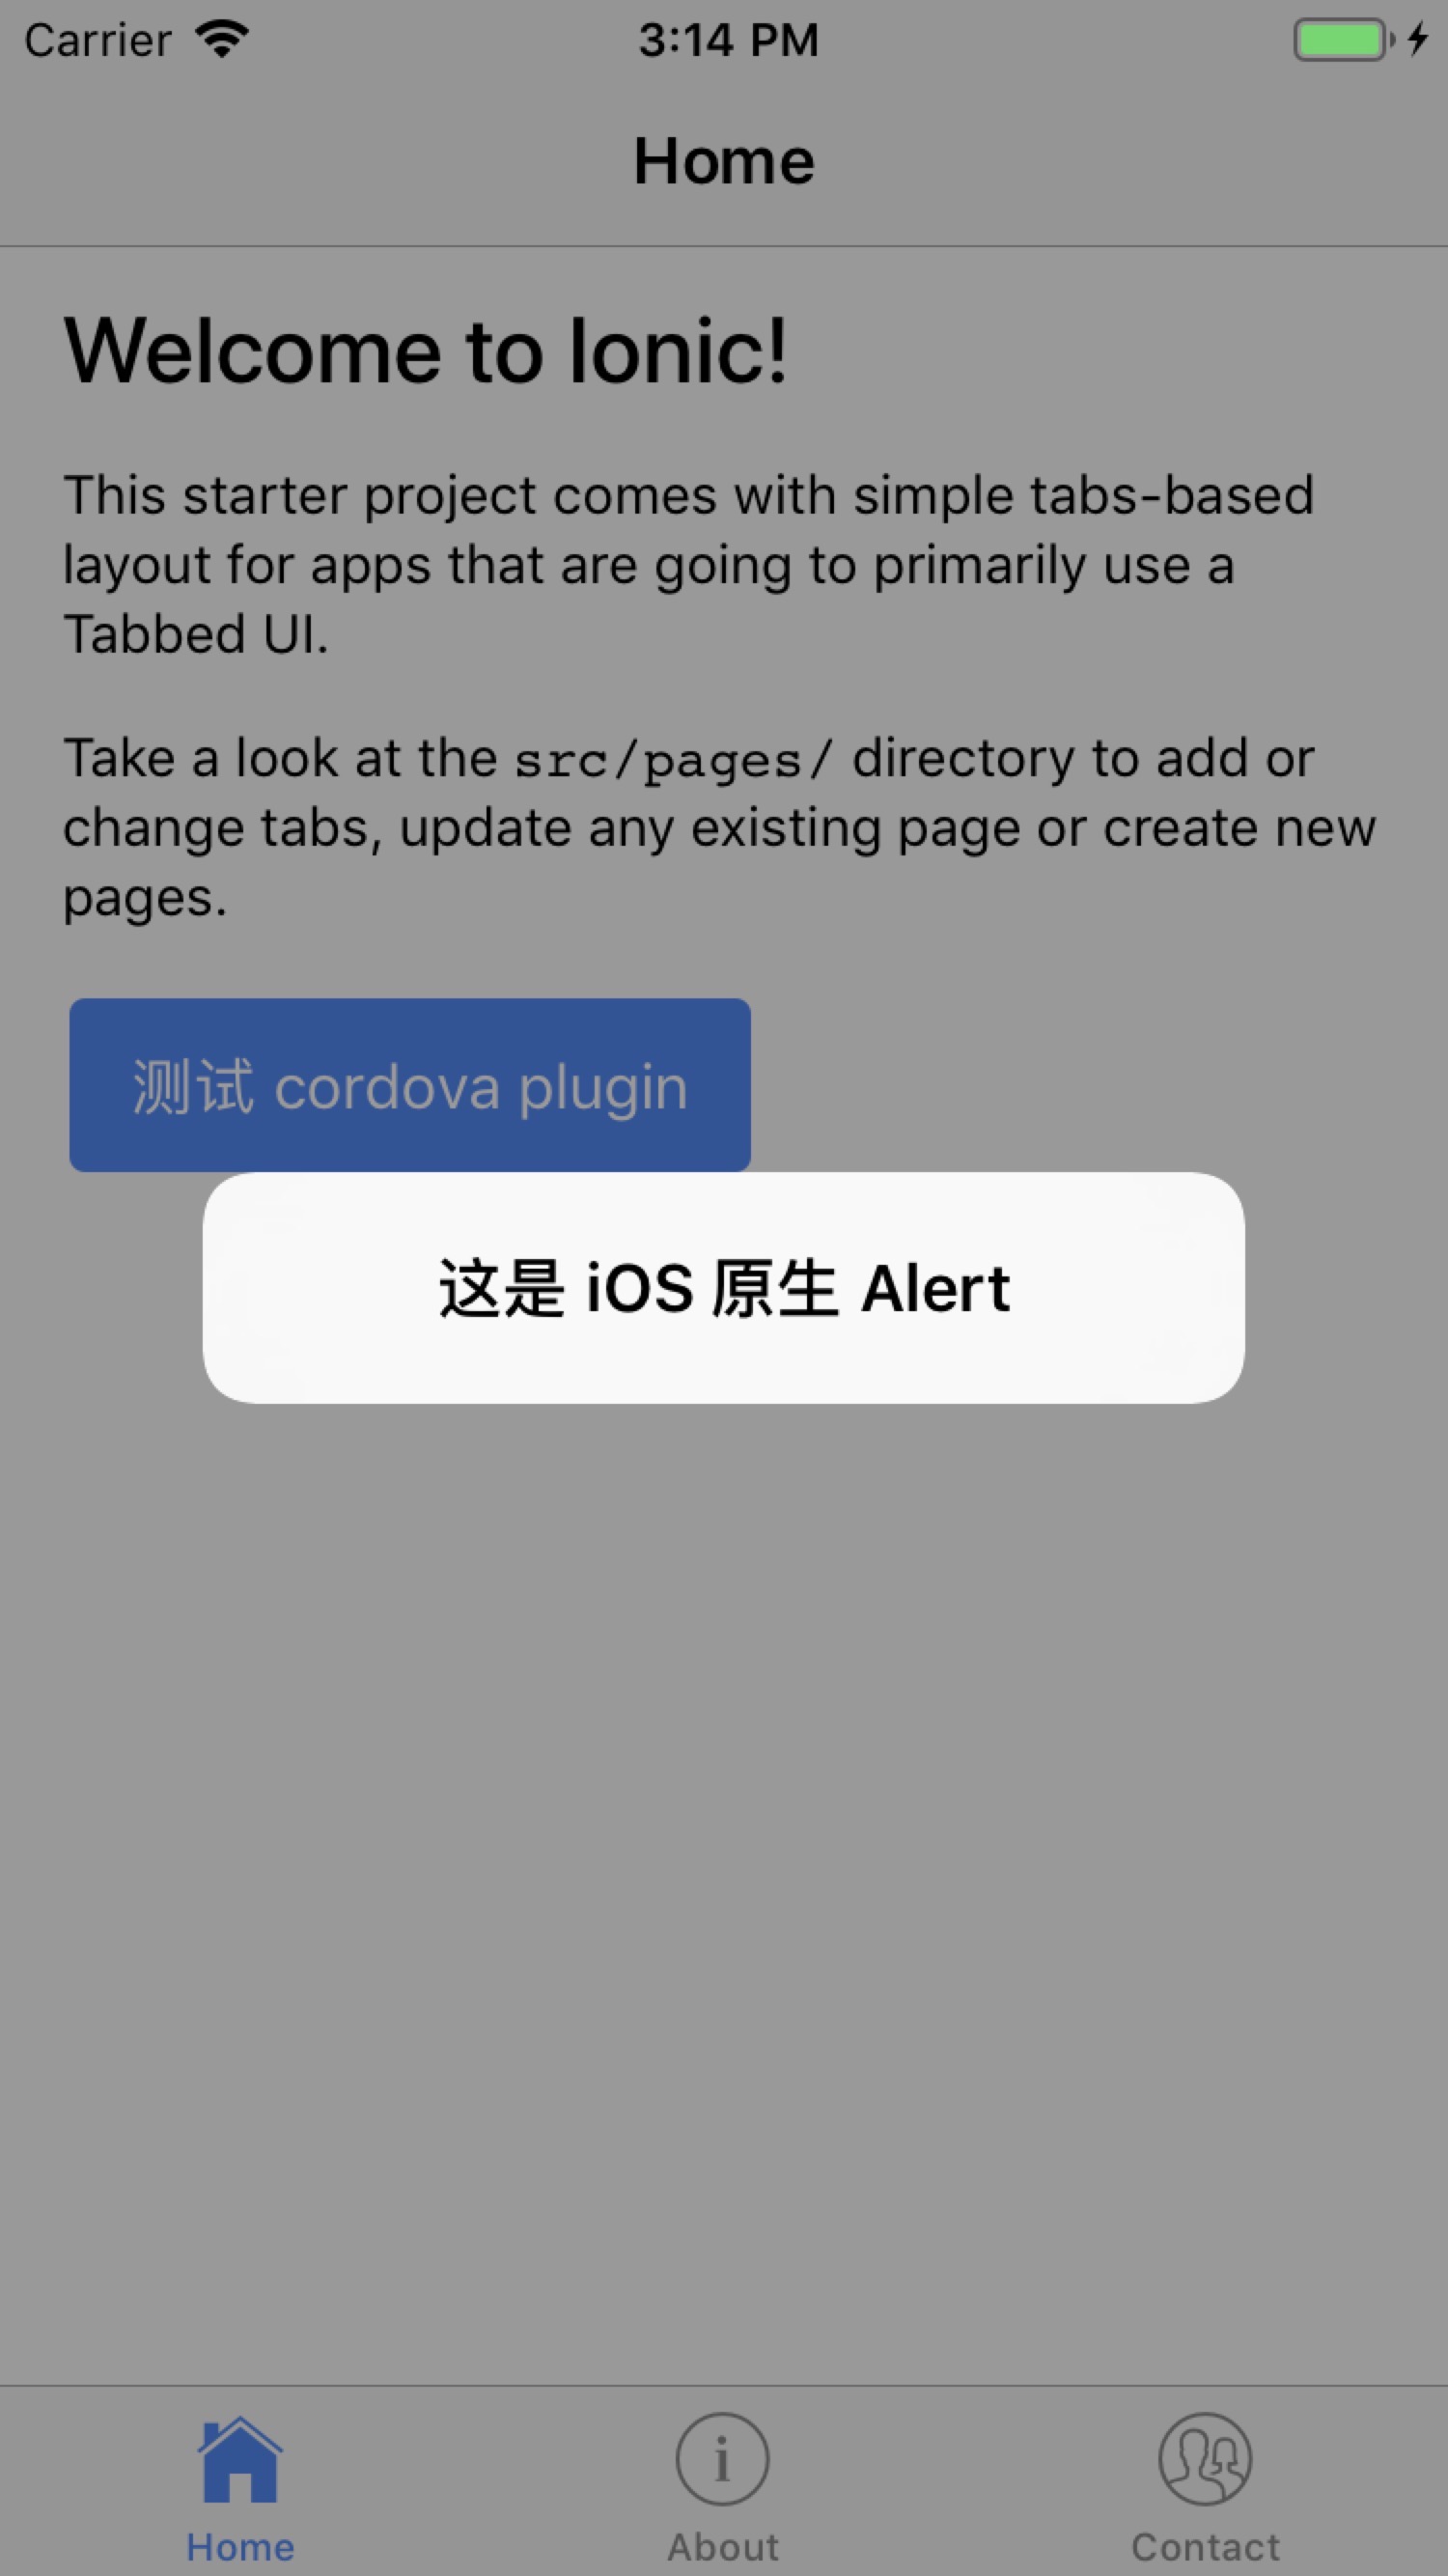 Carrier 3:14 PM
Home
Welcome to Ionic!
This starter project comes with simple tabs-based
layout for apps that are going to primarily use a
Tabbed UI.
Take a look at the src/pages/ directory to add or
change tabs, update any existing page or create new
pages.
测试 cordova plugin
这是 iOS 原生 Alert
Home About Contact